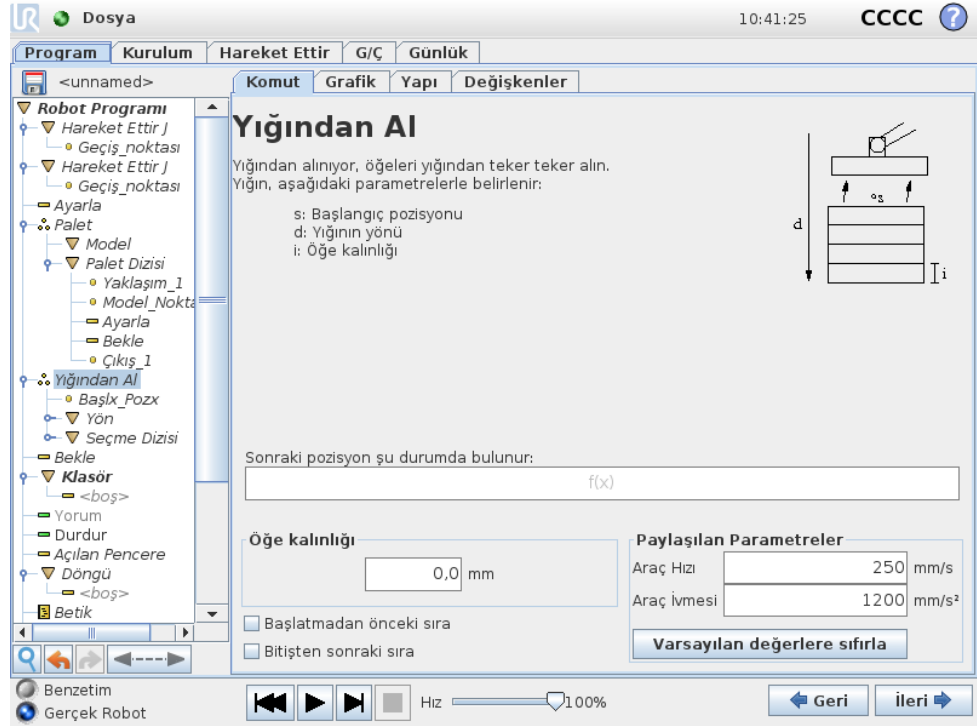 UR Dosya 10:41:25 CCCC ?
Program Kurulum Hareket Ettir G/Ç Günlük
<unnamed>
Komut Grafik Yapı Değişkenler
Robot Programı
Hareket Ettir J
Geçiş_noktası
Hareket Ettir J
Geçiş_noktası
Ayarla
Palet
Model
Palet Dizisi
Yaklaşım_1
Model_Nokta
Ayarla
Bekle
Çıkış_1
Yığından Al
Başlx_Pozx
Yön
Seçme Dizisi
Bekle
Klasör
<boş>
Yorum
Durdur
Açılan Pencere
Döngü
<boş>
Betik
Yığından Al
Yığından alınıyor, öğeleri yığından teker teker alın.
Yığın, aşağıdaki parametrelerle belirlenir:
s: Başlangıç pozisyonu
d: Yığının yönü
i: Öğe kalınlığı
s
d
i
Sonraki pozisyon şu durumda bulunur:
f(x)
Öğe kalınlığı
0,0 mm
Başlatmadan önceki sıra
Bitişten sonraki sıra
Paylaşılan Parametreler
Araç Hızı 250 mm/s
Araç İvmesi 1200 mm/s²
Varsayılan değerlere sıfırla
Benzetim
Gerçek Robot
Hız 100%
Geri İleri